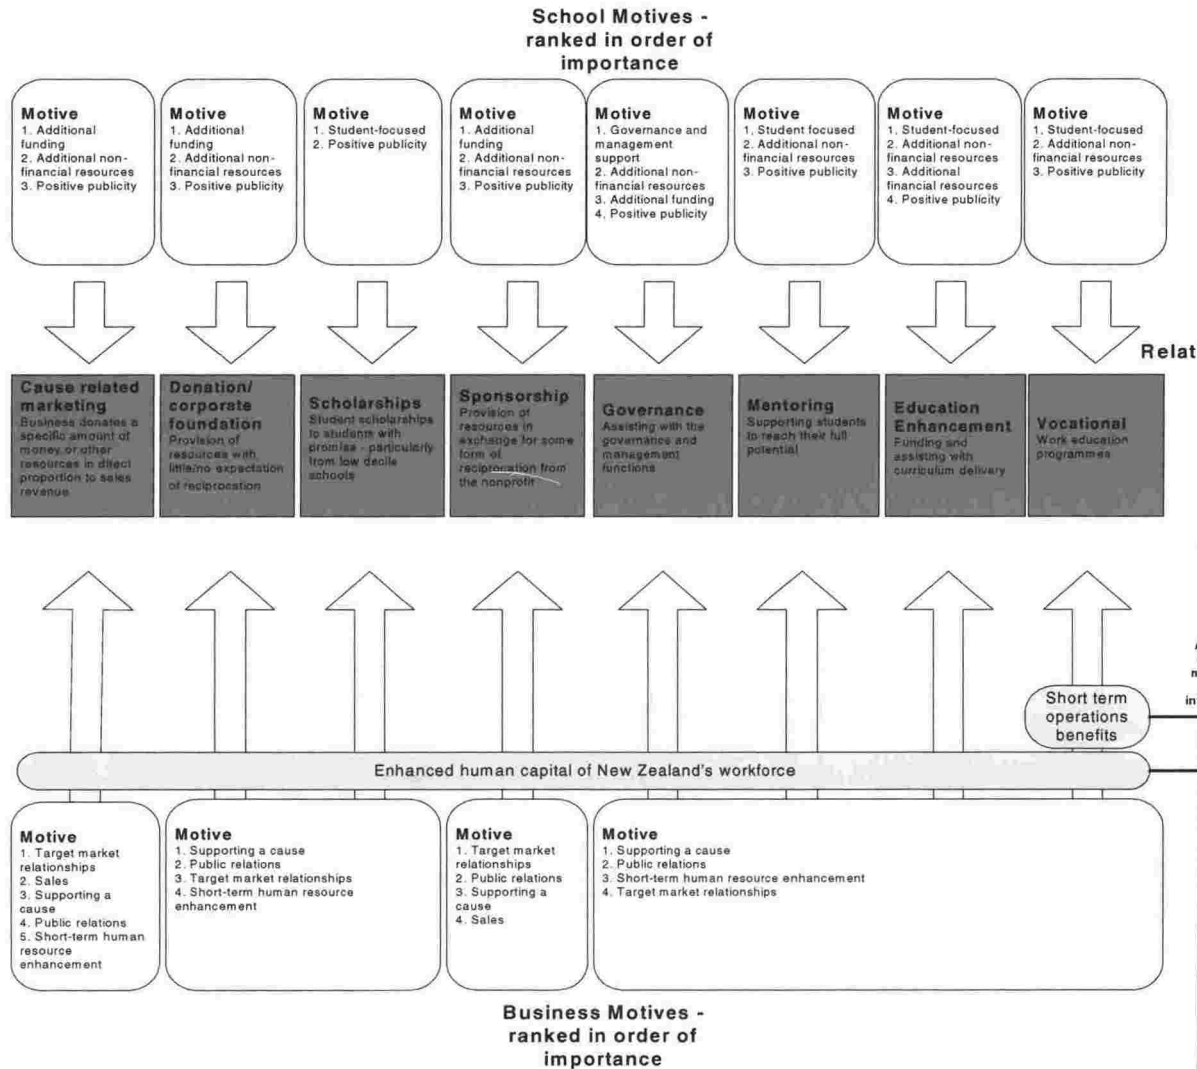 School Motives -
ranked in order of
importance
Motive
1. Additional
funding
2. Additional non-
financial resources
3. Positive publicity
Motive
1. Additional
funding
2. Additional non-
financial resources
3. Positive publicity
Motive
1. Student-focused
2. Positive publicity
Motive
1. Additional
funding
2. Additional non-
financial resources
3. Positive publicity
Motive
1. Governance and
management
support
2. Additional non-
financial resources
3. Additional funding
4. Positive publicity
Motive
1. Student focused
2. Additional non-
financial resources
3. Positive publicity
Motive
1. Student-focused
2. Additional non-
financial resources
3. Additional
financial resources
4. Positive publicity
Motive
1. Student-focused
2. Additional non-
financial resources
3. Positive publicity
Relat
Cause related
marketing
Business donates a
specific amount of
money or other
resources in direct
proportion to sales
revenue
Donation/
corporate
foundation
Provision of
resources with
little/no expectation
of reciprocation
Scholarships
Student scholarships
to students with
promise - particularly
from low decile
schools
Sponsorship
Provision of
resources in
exchange for some
form of
reciprocation from
the nonprofit
Governance
Assisting with the
governance and
management
functions
Mentoring
Supporting students
to reach their full
potential
Education
Enhancement
Funding and
assisting with
curriculum delivery
Vocational
Work education
programmes
in
Short term
operations
benefits
Enhanced human capital of New Zealand's workforce
Motive
1. Target market
relationships
2. Sales
3. Supporting a
cause
4. Public relations
5. Short-term human
resource
enhancement
Motive
1. Supporting a cause
2. Public relations
3. Target market relationships
4. Short-term human resource
enhancement
Motive
1. Target market
relationships
2. Public relations
3. Supporting a
cause
4. Sales
Motive
1. Supporting a cause
2. Public relations
3. Short-term human resource enhancement
4. Target market relationships
Business Motives -
ranked in order of
importance